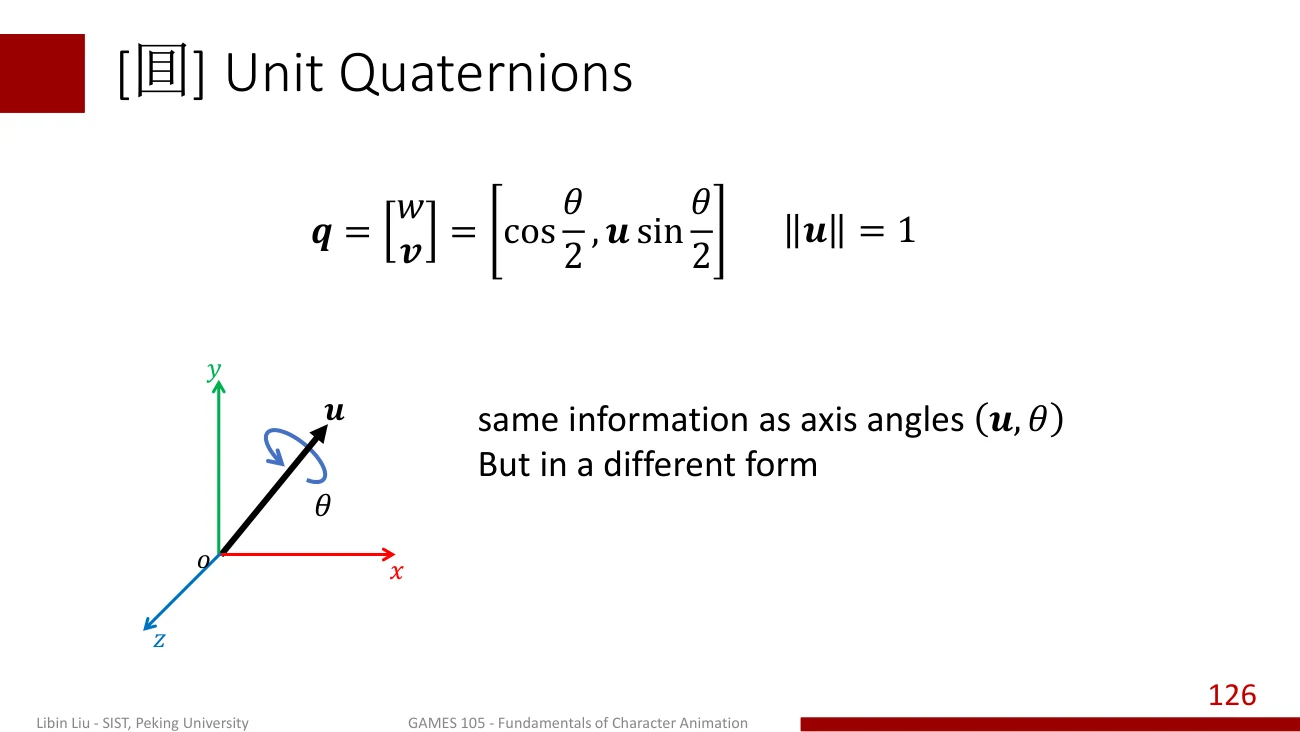 [囯] Unit Quaternions
𝒒 = [w 𝒗] = [cos θ/2 , 𝒖 sin θ/2]    ‖𝒖‖ = 1
y
𝒖
same information as axis angles (𝒖, θ)
But in a different form
θ
o
x
z
126
Libin Liu - SIST, Peking University
GAMES 105 - Fundamentals of Character Animation